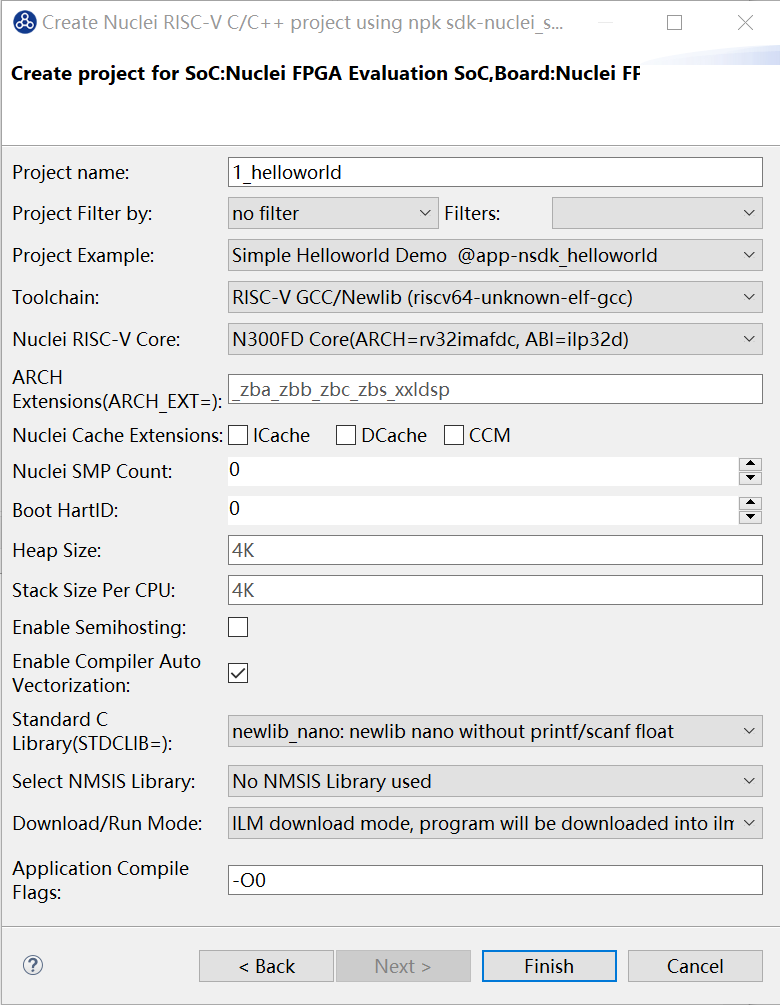 Create Nuclei RISC-V C/C++ project using npk sdk-nuclei_s...
Create project for SoC:Nuclei FPGA Evaluation SoC,Board:Nuclei FP
Project name: 1_helloworld
Project Filter by: no filter Filters:
Project Example: Simple Helloworld Demo @app-nsdk_helloworld
Toolchain: RISC-V GCC/Newlib (riscv64-unknown-elf-gcc)
Nuclei RISC-V Core: N300FD Core(ARCH=rv32imafdc, ABI=ilp32d)
ARCH
Extensions(ARCH_EXT=): _zba_zbb_zbc_zbs_xxldsp
Nuclei Cache Extensions: ICache DCache CCM
Nuclei SMP Count: 0
Boot HartID: 0
Heap Size: 4K
Stack Size Per CPU: 4K
Enable Semihosting:
Enable Compiler Auto
Vectorization:
Standard C
Library(STDCLIB=): newlib_nano: newlib nano without printf/scanf float
Select NMSIS Library: No NMSIS Library used
Download/Run Mode: ILM download mode, program will be downloaded into ilm
Application Compile
Flags: -O0
? < Back Next > Finish Cancel